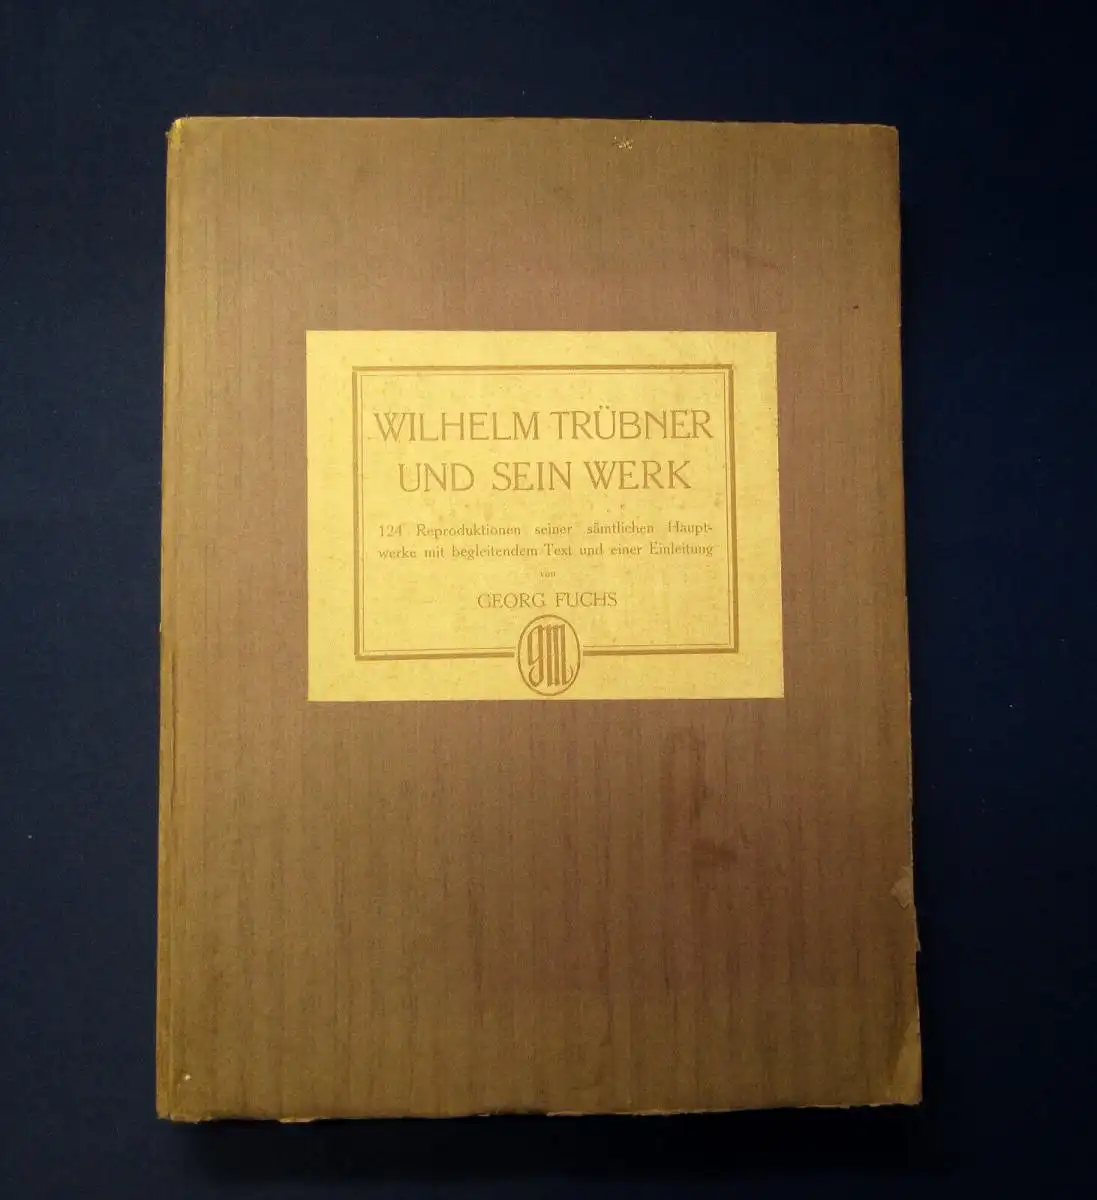 WILHELM TRÜBNER
UND SEIN WERK
124 Reproduktionen seiner sämtlichen Haupt-
werke mit begleitendem Text und einer Einleitung
von
GEORG FUCHS
GM